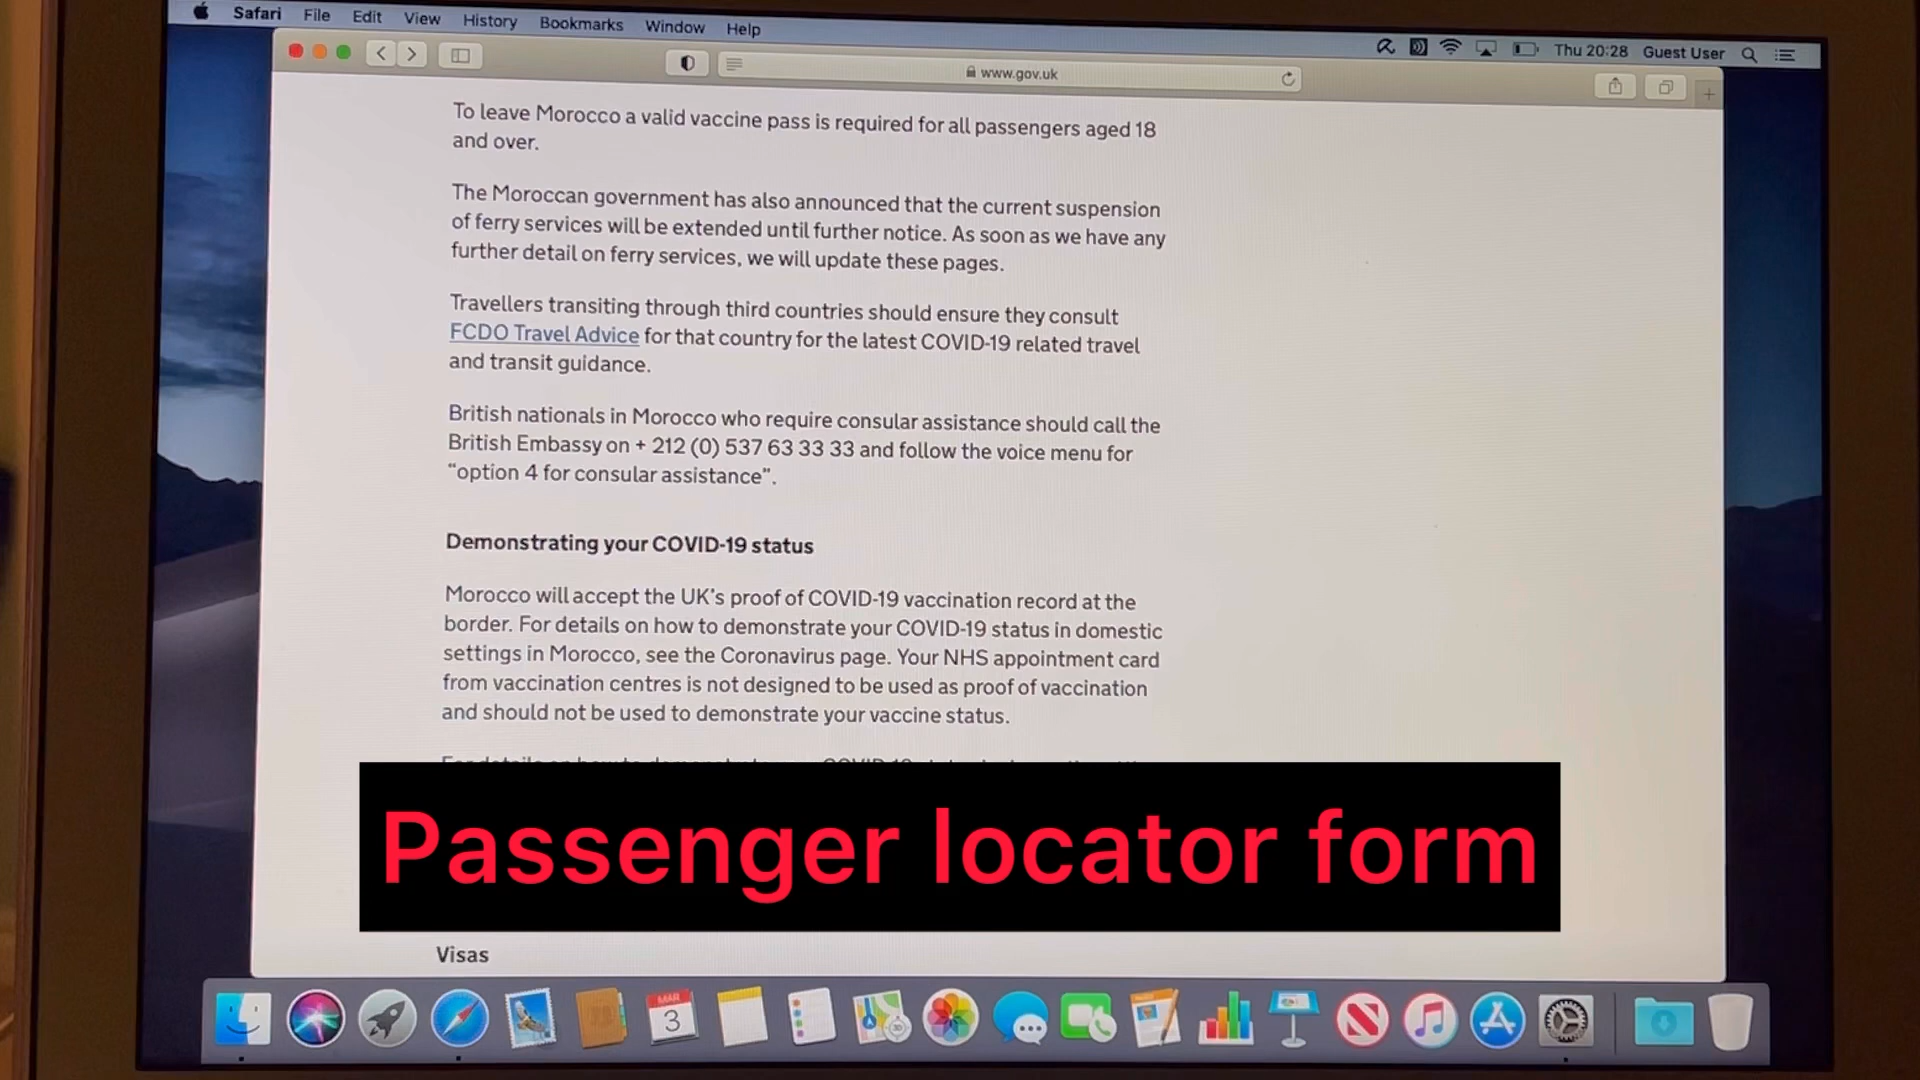 Safari File Edit View History Bookmarks Window Help
Thu 20:28 Guest User
www.gov.uk
To leave Morocco a valid vaccine pass is required for all passengers aged 18
and over.
The Moroccan government has also announced that the current suspension
of ferry services will be extended until further notice. As soon as we have any
further detail on ferry services, we will update these pages.
Travellers transiting through third countries should ensure they consult
FCDO Travel Advice for that country for the latest COVID-19 related travel
and transit guidance.
British nationals in Morocco who require consular assistance should call the
British Embassy on + 212 (0) 537 63 33 33 and follow the voice menu for
“option 4 for consular assistance”.
Demonstrating your COVID-19 status
Morocco will accept the UK’s proof of COVID-19 vaccination record at the
border. For details on how to demonstrate your COVID-19 status in domestic
settings in Morocco, see the Coronavirus page. Your NHS appointment card
from vaccination centres is not designed to be used as proof of vaccination
and should not be used to demonstrate your vaccine status.
Passenger locator form
Visas
MAR
3